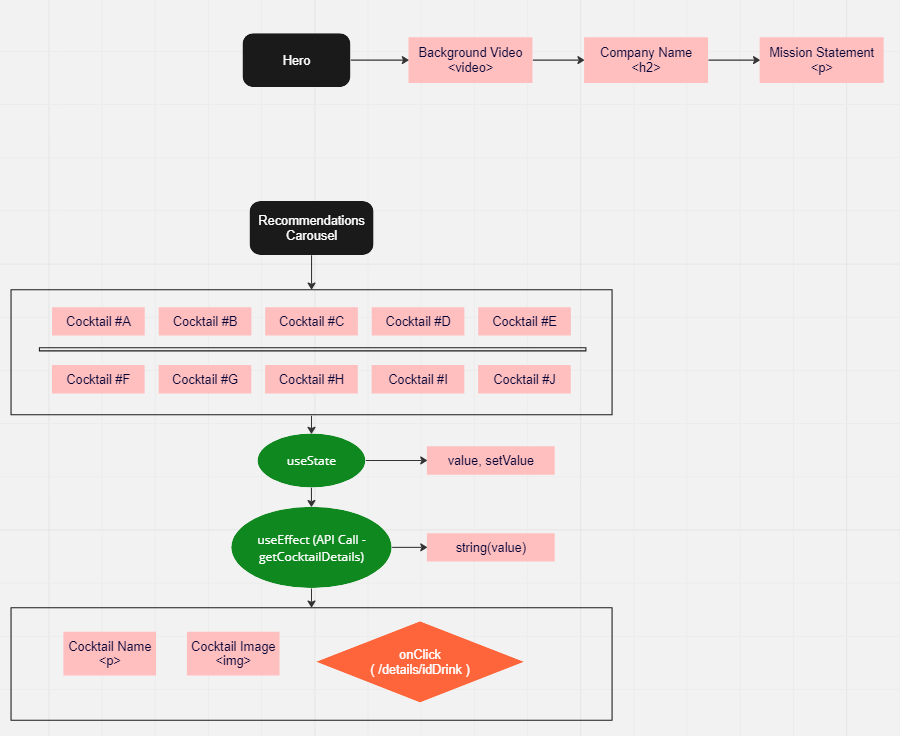 Hero
Background Video
<video>
Company Name
<h2>
Mission Statement
<p>
Recommendations
Carousel
Cocktail #A
Cocktail #B
Cocktail #C
Cocktail #D
Cocktail #E
Cocktail #F
Cocktail #G
Cocktail #H
Cocktail #I
Cocktail #J
useState
value, setValue
useEffect (API Call -
getCocktailDetails)
string(value)
Cocktail Name
<p>
Cocktail Image
<img>
onClick
( /details/idDrink )